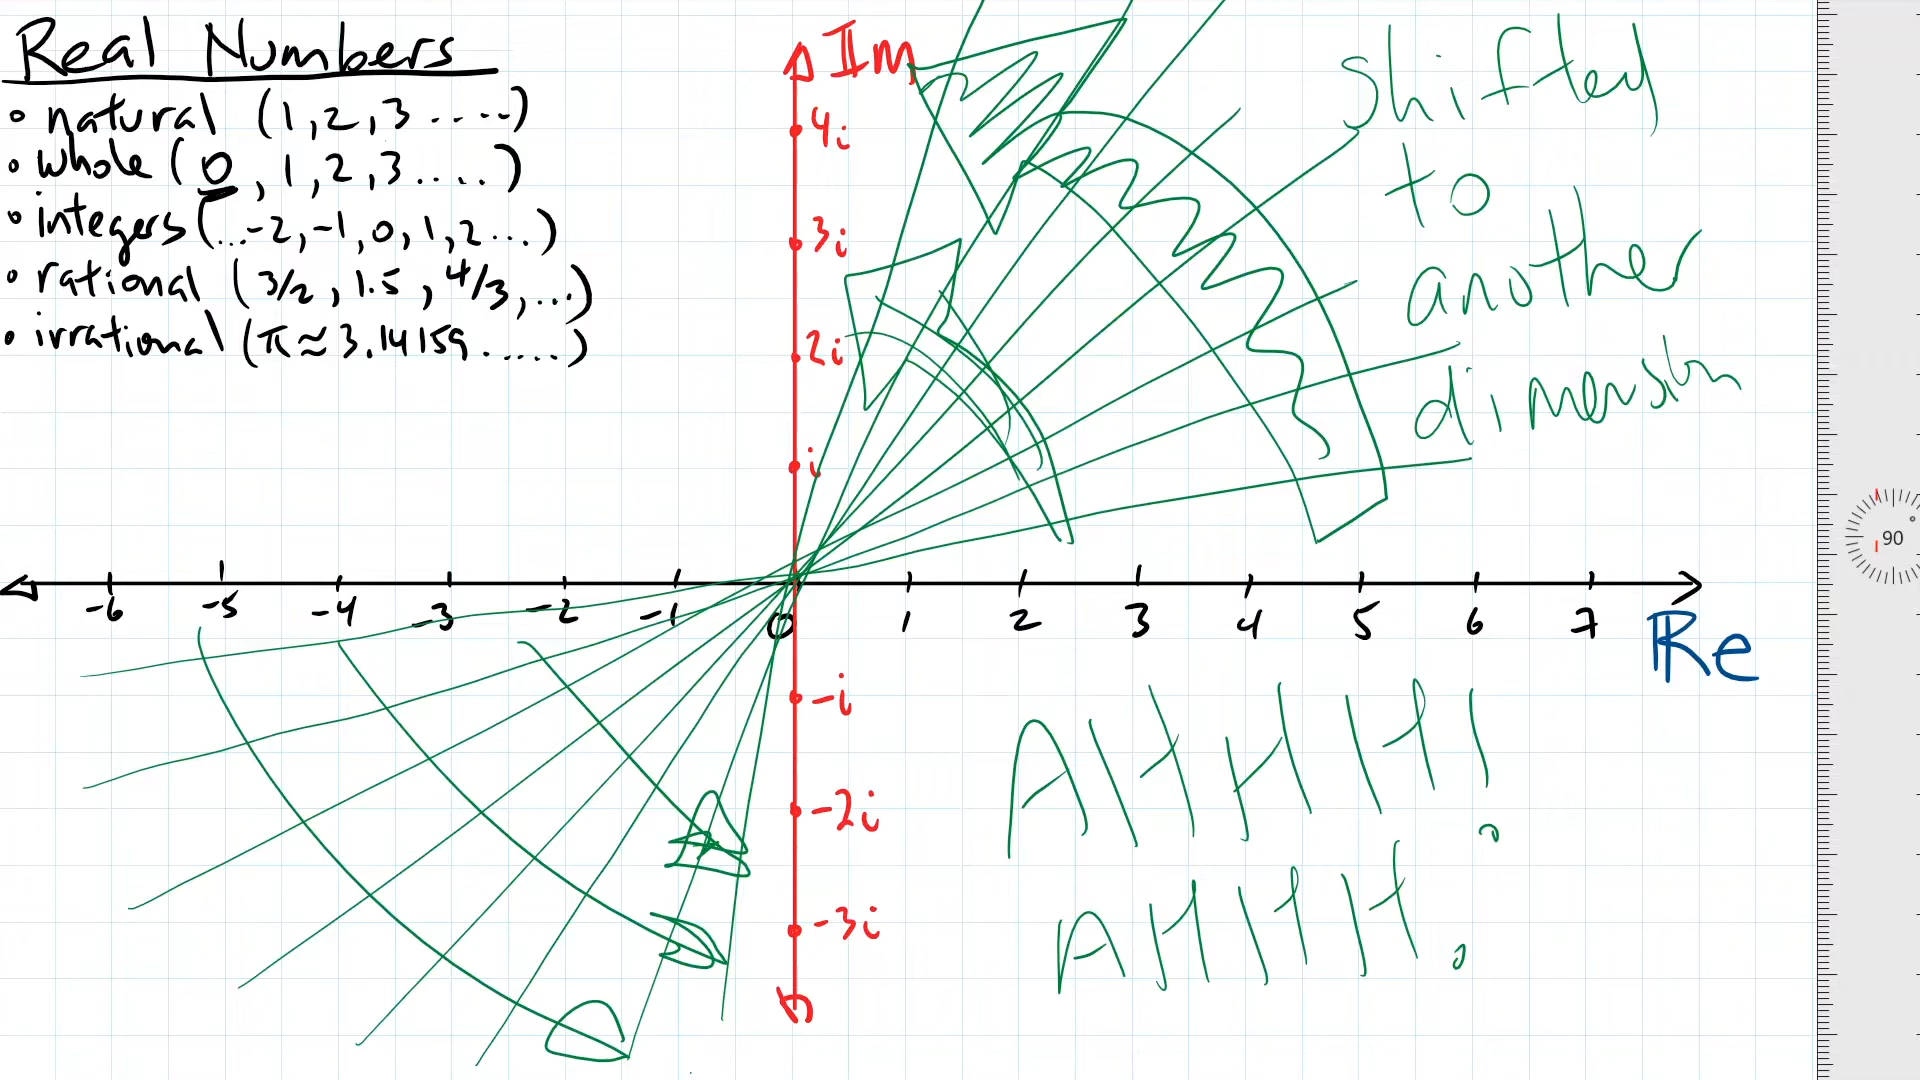 Real Numbers
• natural (1, 2, 3 .....)
• whole (0, 1, 2, 3 ....)
• integers (...-2, -1, 0, 1, 2...)
• rational (3/2, 1.5, 4/3, ...)
• irrational (π ≈ 3.14159......)
Im
4i
3i
2i
i
-6 -5 -4 -3 -2 -1 0 1 2 3 4 5 6 7
Re
-i
-2i
-3i
shifted
to
another
dimension
AHHHH!
AHHH.
90°